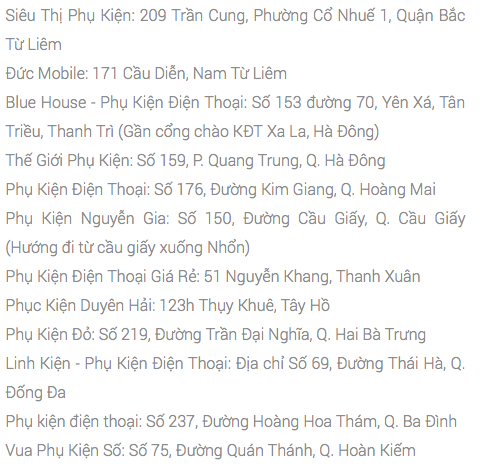 Siêu Thị Phụ Kiện: 209 Trần Cung, Phường Cổ Nhuế 1, Quận Bắc
Từ Liêm
Đức Mobile: 171 Cầu Diễn, Nam Từ Liêm
Blue House - Phụ Kiện Điện Thoại: Số 153 đường 70, Yên Xá, Tân
Triều, Thanh Trì (Gần cổng chào KĐT Xa La, Hà Đông)
Thế Giới Phụ Kiện: Số 159, P. Quang Trung, Q. Hà Đông
Phụ Kiện Điện Thoại: Số 176, Đường Kim Giang, Q. Hoàng Mai
Phụ Kiện Nguyễn Gia: Số 150, Đường Cầu Giấy, Q. Cầu Giấy
(Hướng đi từ cầu giấy xuống Nhổn)
Phụ Kiện Điện Thoại Giá Rẻ: 51 Nguyễn Khang, Thanh Xuân
Phục Kiện Duyên Hải: 123h Thụy Khuê, Tây Hồ
Phụ Kiện Đỏ: Số 219, Đường Trần Đại Nghĩa, Q. Hai Bà Trưng
Linh Kiện - Phụ Kiện Điện Thoại: Địa chỉ Số 69, Đường Thái Hà, Q.
Đống Đa
Phụ kiện điện thoại: Số 237, Đường Hoàng Hoa Thám, Q. Ba Đình
Vua Phụ Kiện Số: Số 75, Đường Quán Thánh, Q. Hoàn Kiếm